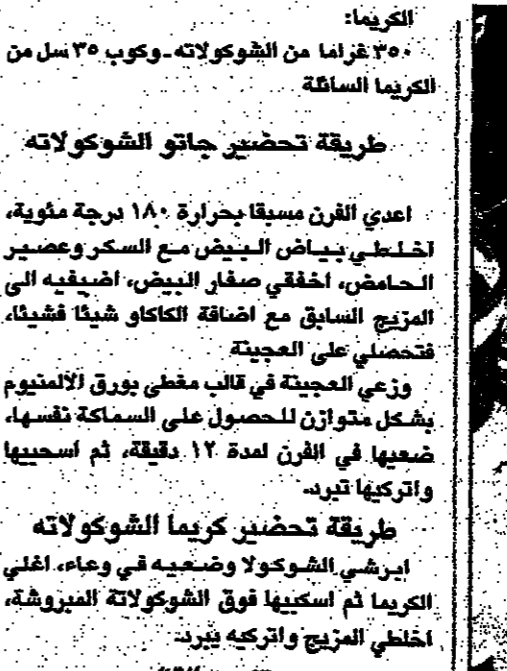 الكريما:
٣٥٠ غراما من الشوكولاته ـ وكوب ٣٥ سل من
الكريما السائلة
طريقة تحضير جاتو الشوكولاته
اعدي الفرن مسبقا بحرارة ١٨٠ درجة مئوية،
اخلطي بياض البيض مع السكر وعصير
الحامض، اخفقي صفار البيض، اضيفيه الى
المزيج السابق مع اضافة الكاكاو شيئا فشيئا،
فتحصلي على العجينة
وزعي العجينة في قالب مغطى بورق الالمنيوم
بشكل متوازن للحصول على السماكة نفسها،
ضعيها في الفرن لمدة ١٢ دقيقة، ثم اسحبيها
واتركيها تبرد.
طريقة تحضير كريما الشوكولاته
ابرشي الشوكولا وضعيه في وعاء، اغلي
الكريما ثم اسكبيها فوق الشوكولاتة المبروشة،
اخلطي المزيج واتركيه يبرد.